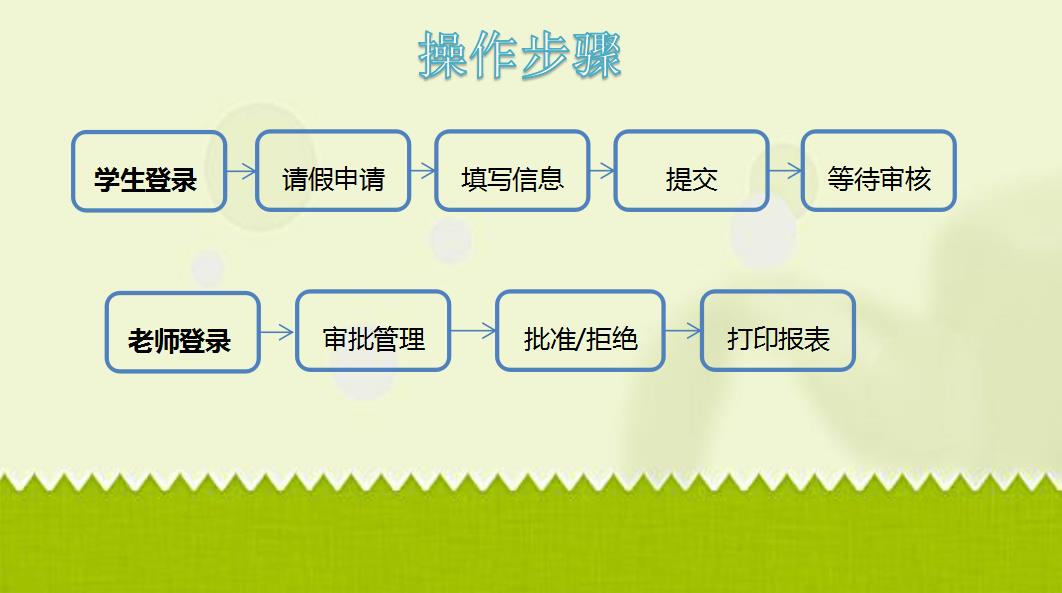 操作步骤
学生登录 请假申请 填写信息 提交 等待审核
老师登录 审批管理 批准/拒绝 打印报表